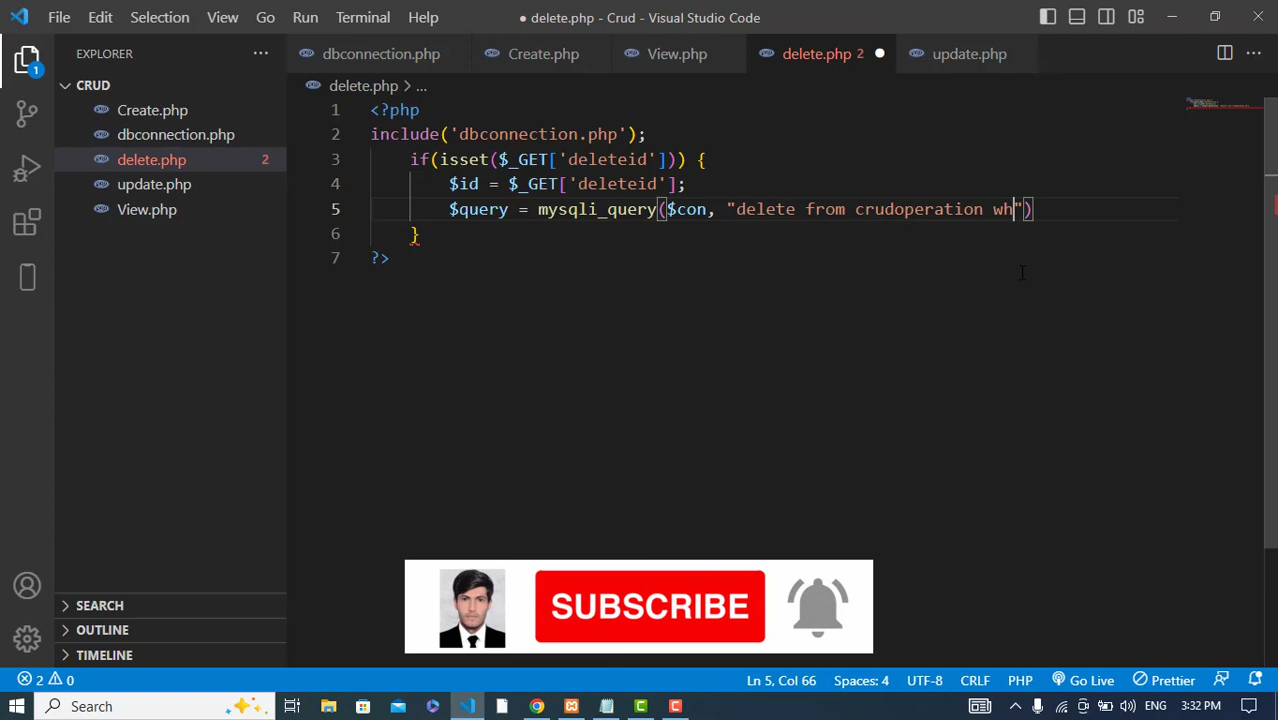 File Edit Selection View Go Run Terminal Help
● delete.php - Crud - Visual Studio Code
EXPLORER
dbconnection.php Create.php View.php delete.php 2 ● update.php
1
CRUD
Create.php
dbconnection.php
delete.php 2
update.php
View.php
delete.php > ...
1 <?php
2 include('dbconnection.php');
3 if(isset($_GET['deleteid'])) {
4 $id = $_GET['deleteid'];
5 $query = mysqli_query($con, "delete from crudoperation wh")
6 }
7 ?>
SUBSCRIBE
SEARCH
OUTLINE
TIMELINE
2 0 Ln 5, Col 66 Spaces: 4 UTF-8 CRLF PHP Go Live Prettier
Search ENG 3:32 PM